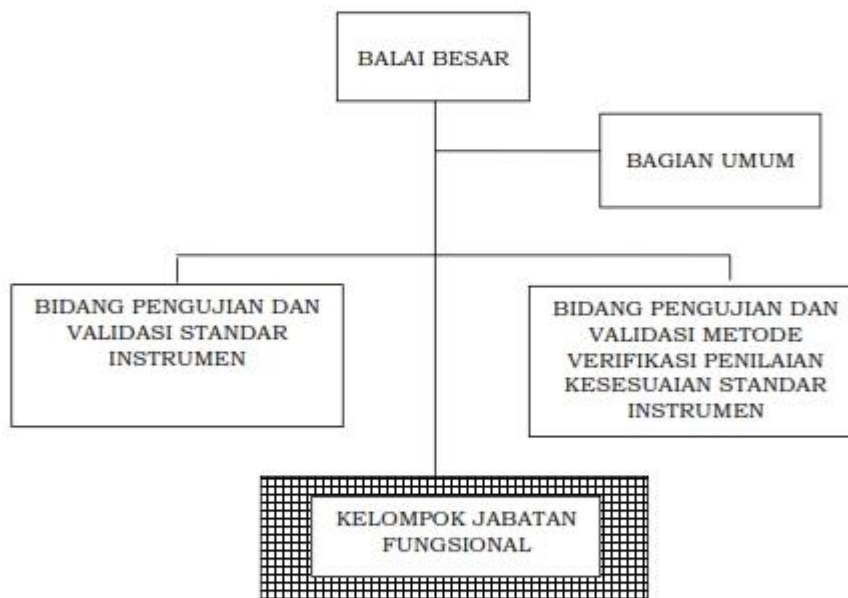 BALAI BESAR
BAGIAN UMUM
BIDANG PENGUJIAN DAN
VALIDASI STANDAR
INSTRUMEN
BIDANG PENGUJIAN DAN
VALIDASI METODE
VERIFIKASI PENILAIAN
KESESUAIAN STANDAR
INSTRUMEN
KELOMPOK JABATAN
FUNGSIONAL